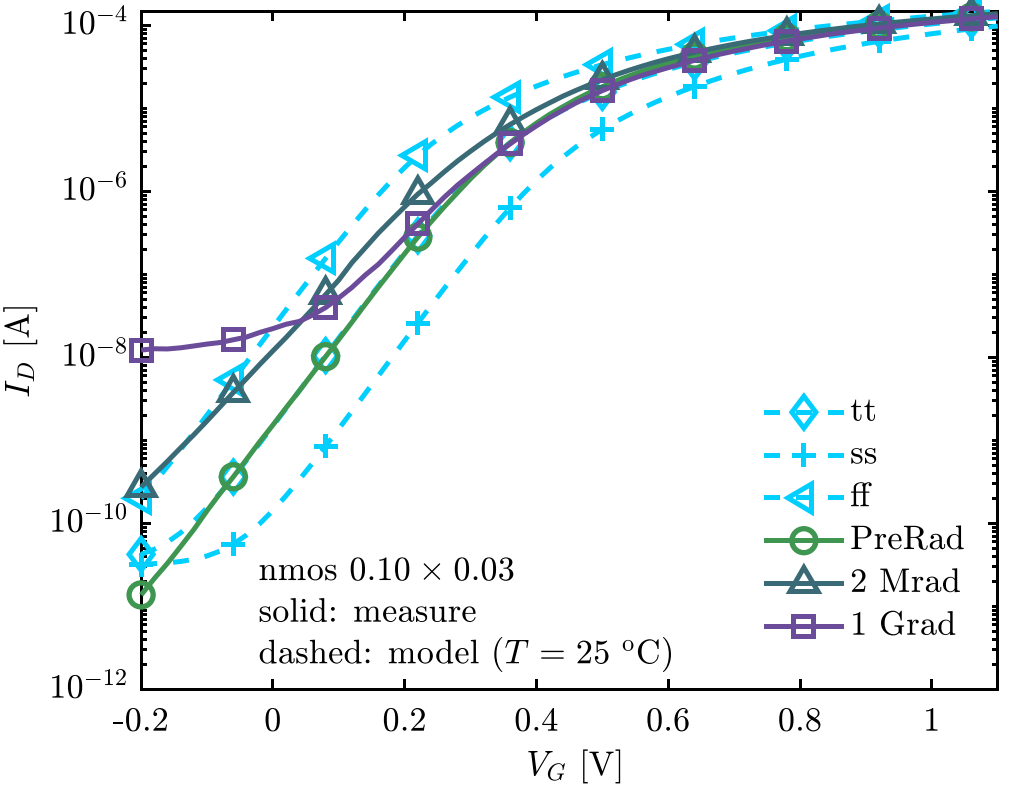 10⁻⁴
10⁻⁶
10⁻⁸
10⁻¹⁰
10⁻¹²
I_D [A]
tt
ss
ff
PreRad
2 Mrad
1 Grad
nmos 0.10 × 0.03
solid: measure
dashed: model (T = 25 °C)
-0.2 0 0.2 0.4 0.6 0.8 1
V_G [V]